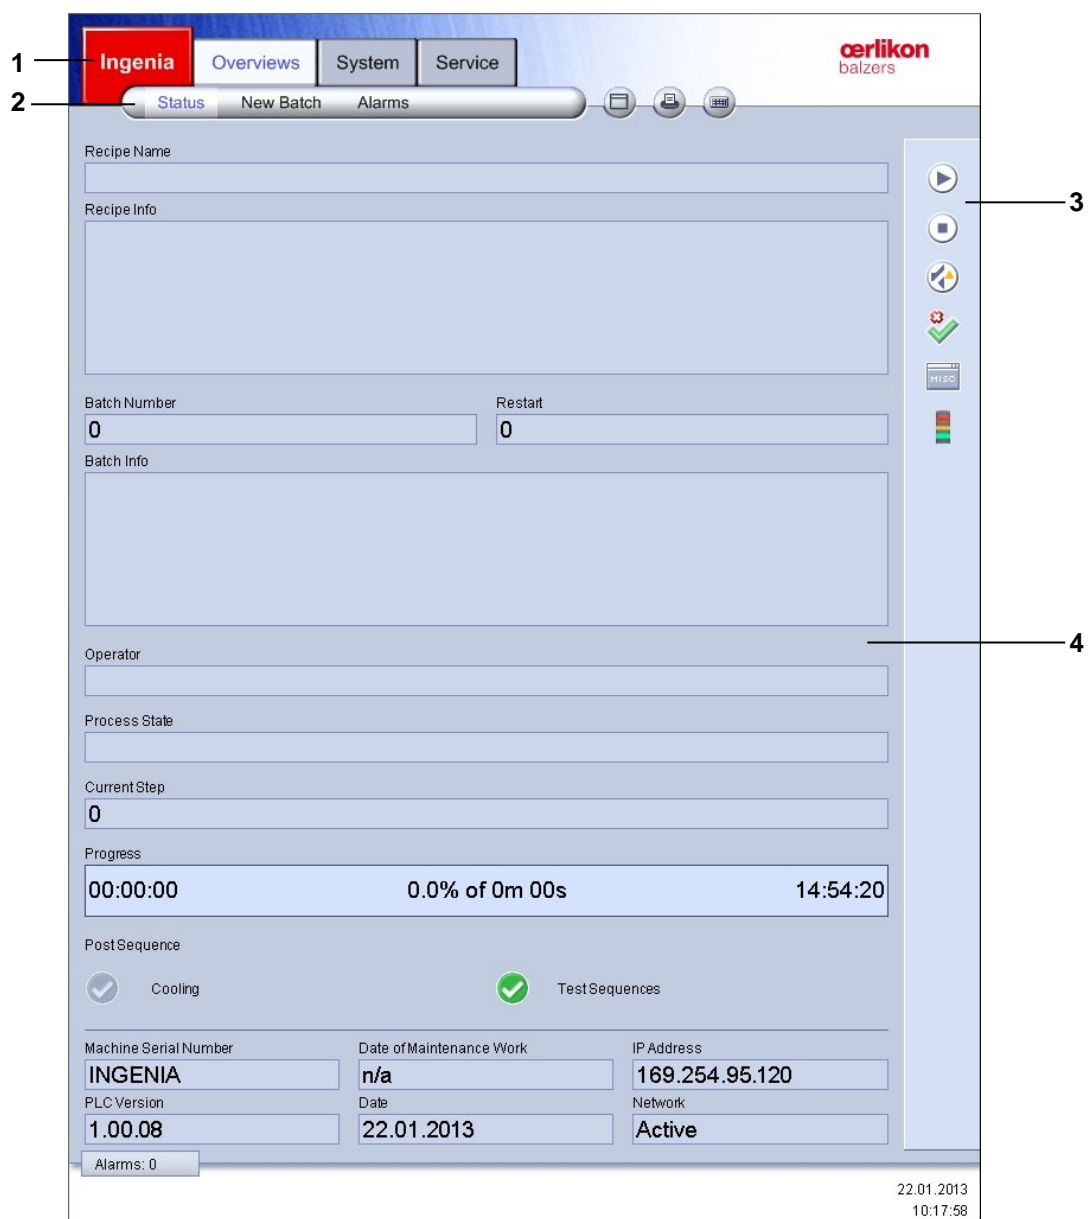 1
Ingenia Overviews System Service
œrlikon
balzers
2
Status New Batch Alarms
Recipe Name
3
Recipe Info
MISC
Batch Number Restart
0 0
Batch Info
4
Operator
Process State
Current Step
0
Progress
00:00:00 0.0% of 0m 00s 14:54:20
Post Sequence
Cooling Test Sequences
Machine Serial Number Date of Maintenance Work IP Address
INGENIA n/a 169.254.95.120
PLC Version Date Network
1.00.08 22.01.2013 Active
Alarms: 0
22.01.2013
10:17:58